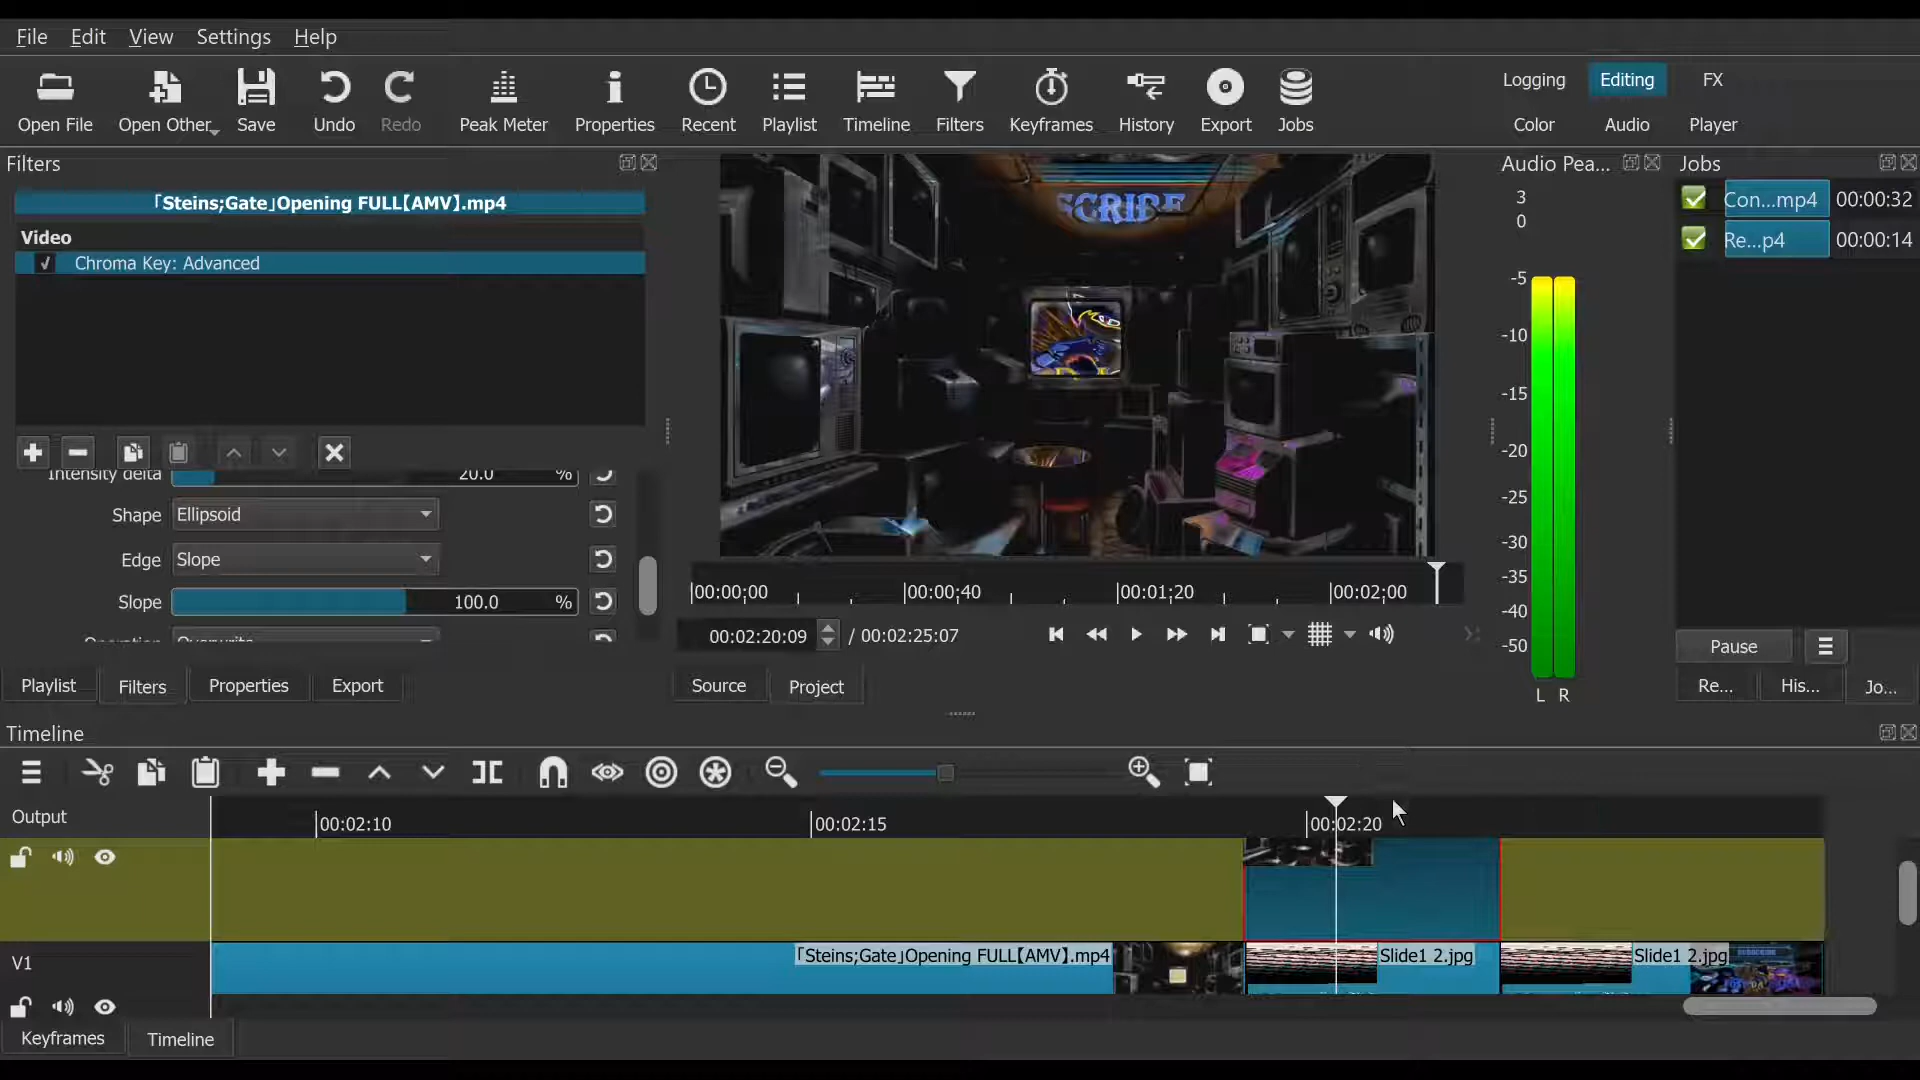 File Edit View Settings Help
Open File Open Other Save Undo Redo Peak Meter Properties Recent Playlist Timeline Filters Keyframes History Export Jobs
Logging Editing FX
Color Audio Player
Filters
Audio Pea... Jobs
「Steins;Gate」Opening FULL【AMV】.mp4
Video
Chroma Key: Advanced
Intensity delta 20.0 %
Shape Ellipsoid
Edge Slope
Slope 100.0 %
Operation Overwrite
SCRIBE
00:00:00 00:00:40 00:01:20 00:02:00
00:02:20:09 / 00:02:25:07
Source Project
3
0
-5
-10
-15
-20
-25
-30
-35
-40
-50
L R
Con...mp4 00:00:32
Re...p4 00:00:14
Pause
Re... His... Jo...
Playlist Filters Properties Export
Timeline
Output 00:02:10 00:02:15 00:02:20
V1 「Steins;Gate」Opening FULL【AMV】.mp4 Slide1 2.jpg Slide1 2.jpg
Keyframes Timeline